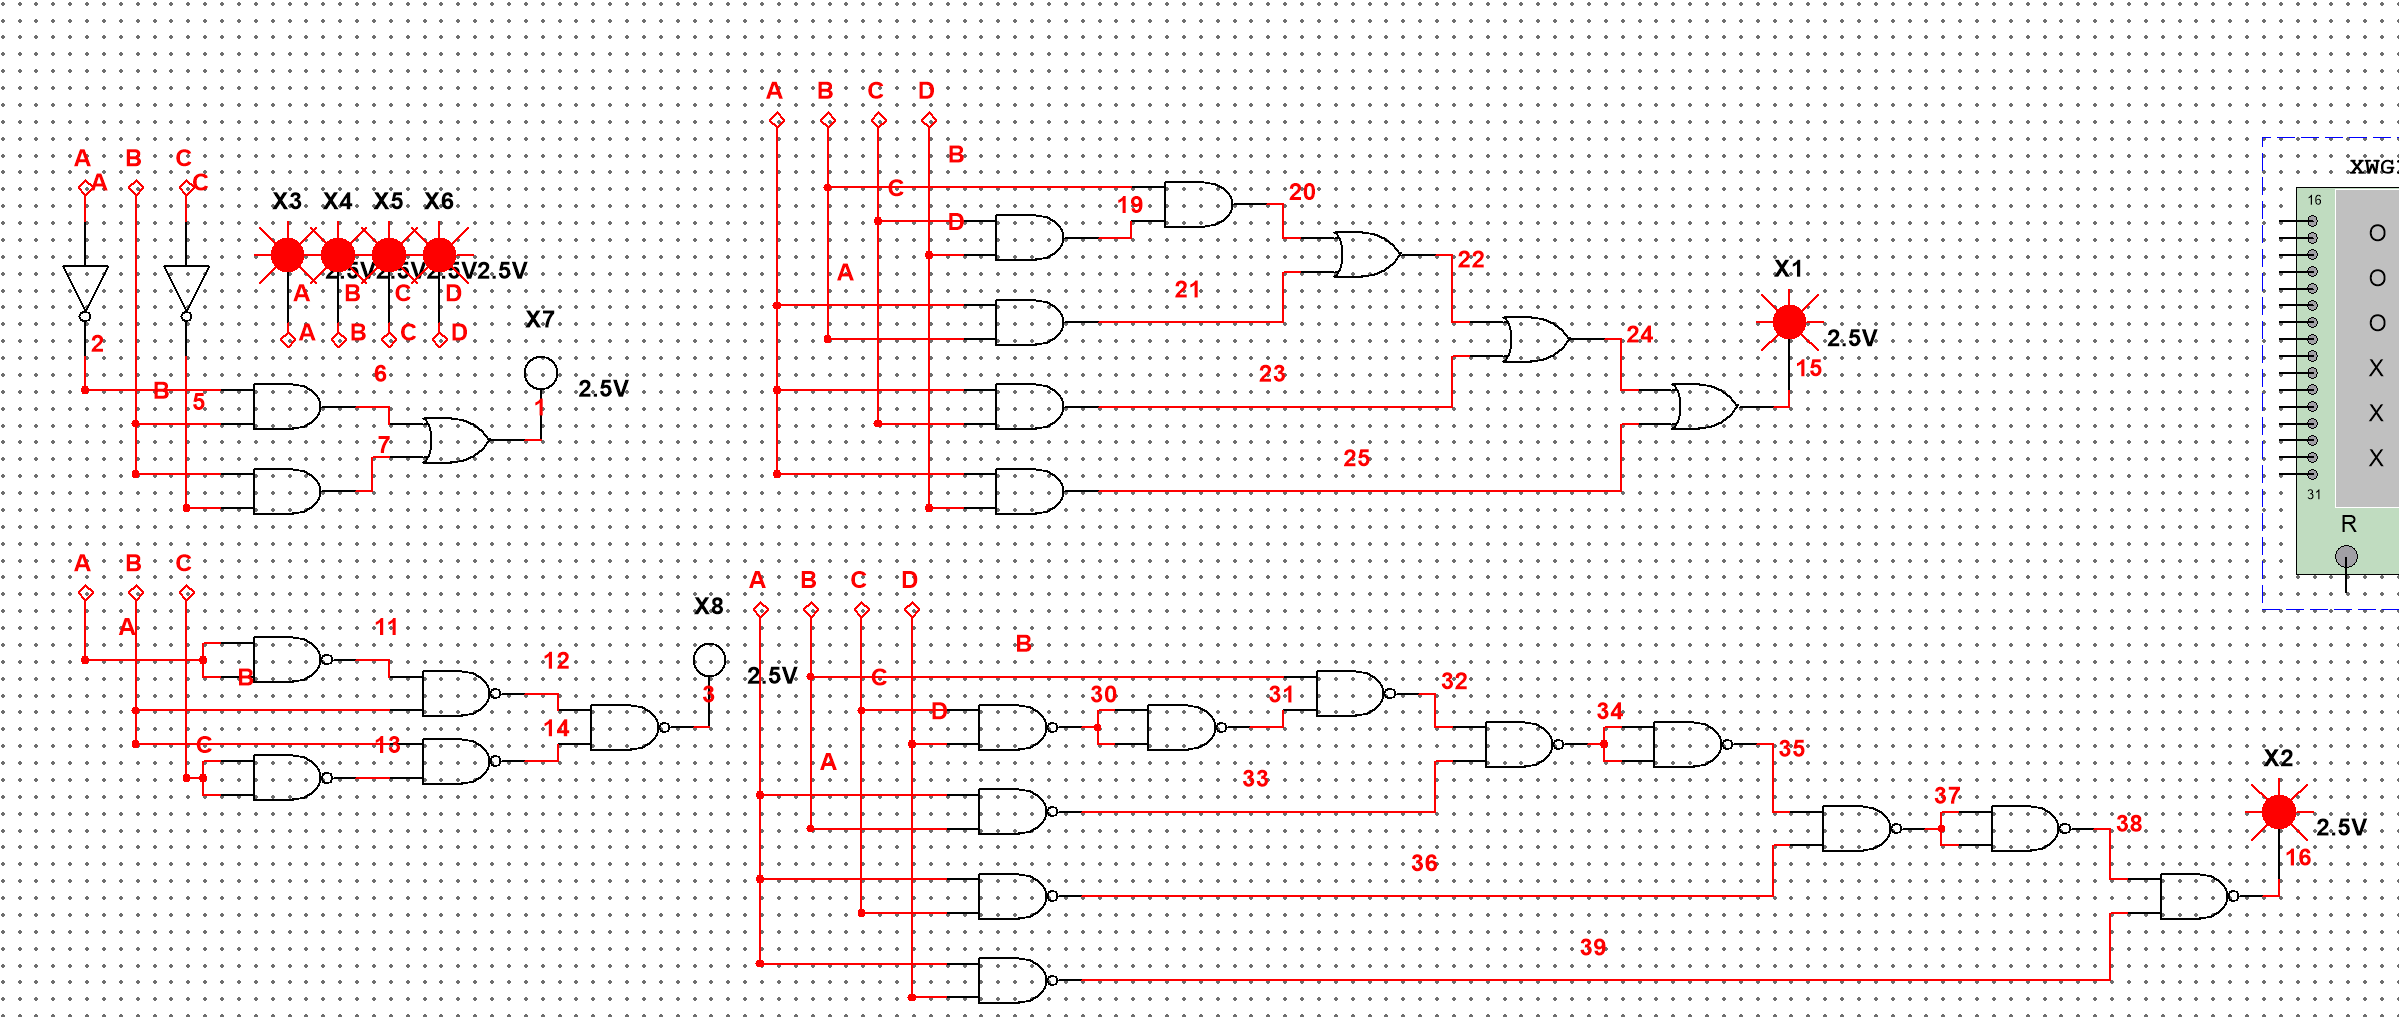 A B C D
A B C
A C
B
C
D
X3 X4 X5 X6
2.5V 2.5V 2.5V 2.5V
A B C D
A B C D
X7
2.5V
1
2
B
5
6
7
19
20
A
21
22
23
24
25
X1
2.5V
15
XWG
16
O
O
O
X
X
X
31
R
A B C
A
B
C
11
12
13
14
X8
2.5V
3
A B C D
B
C
D
A
30
31
32
33
34
35
36
37
38
39
X2
2.5V
16